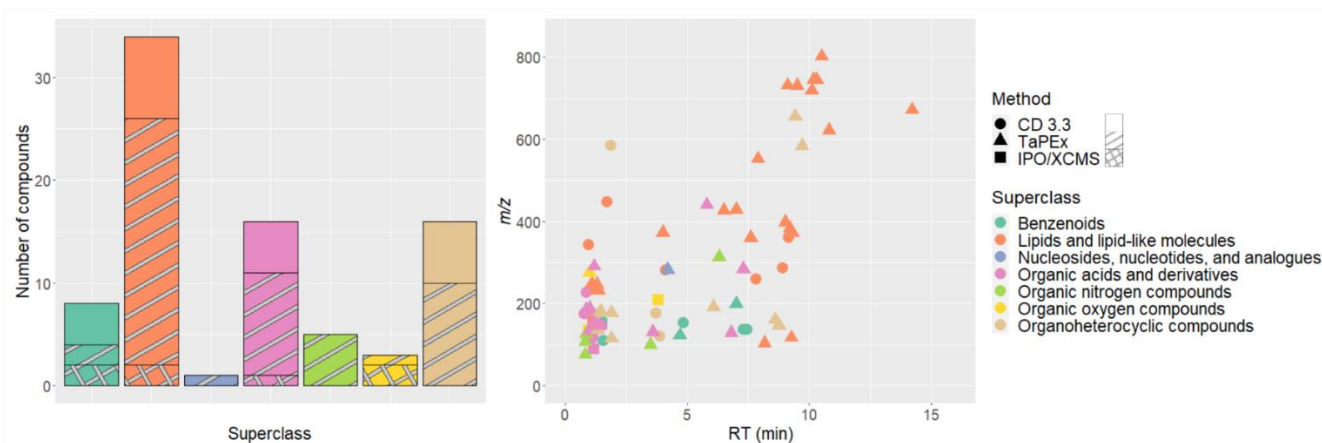 30
20
10
0
Number of compounds
Superclass
800
600
400
200
0
m/z
0
5
10
15
RT (min)
Method
CD 3.3
TaPEx
IPO/XCMS
Superclass
Benzenoids
Lipids and lipid-like molecules
Nucleosides, nucleotides, and analogues
Organic acids and derivatives
Organic nitrogen compounds
Organic oxygen compounds
Organoheterocyclic compounds